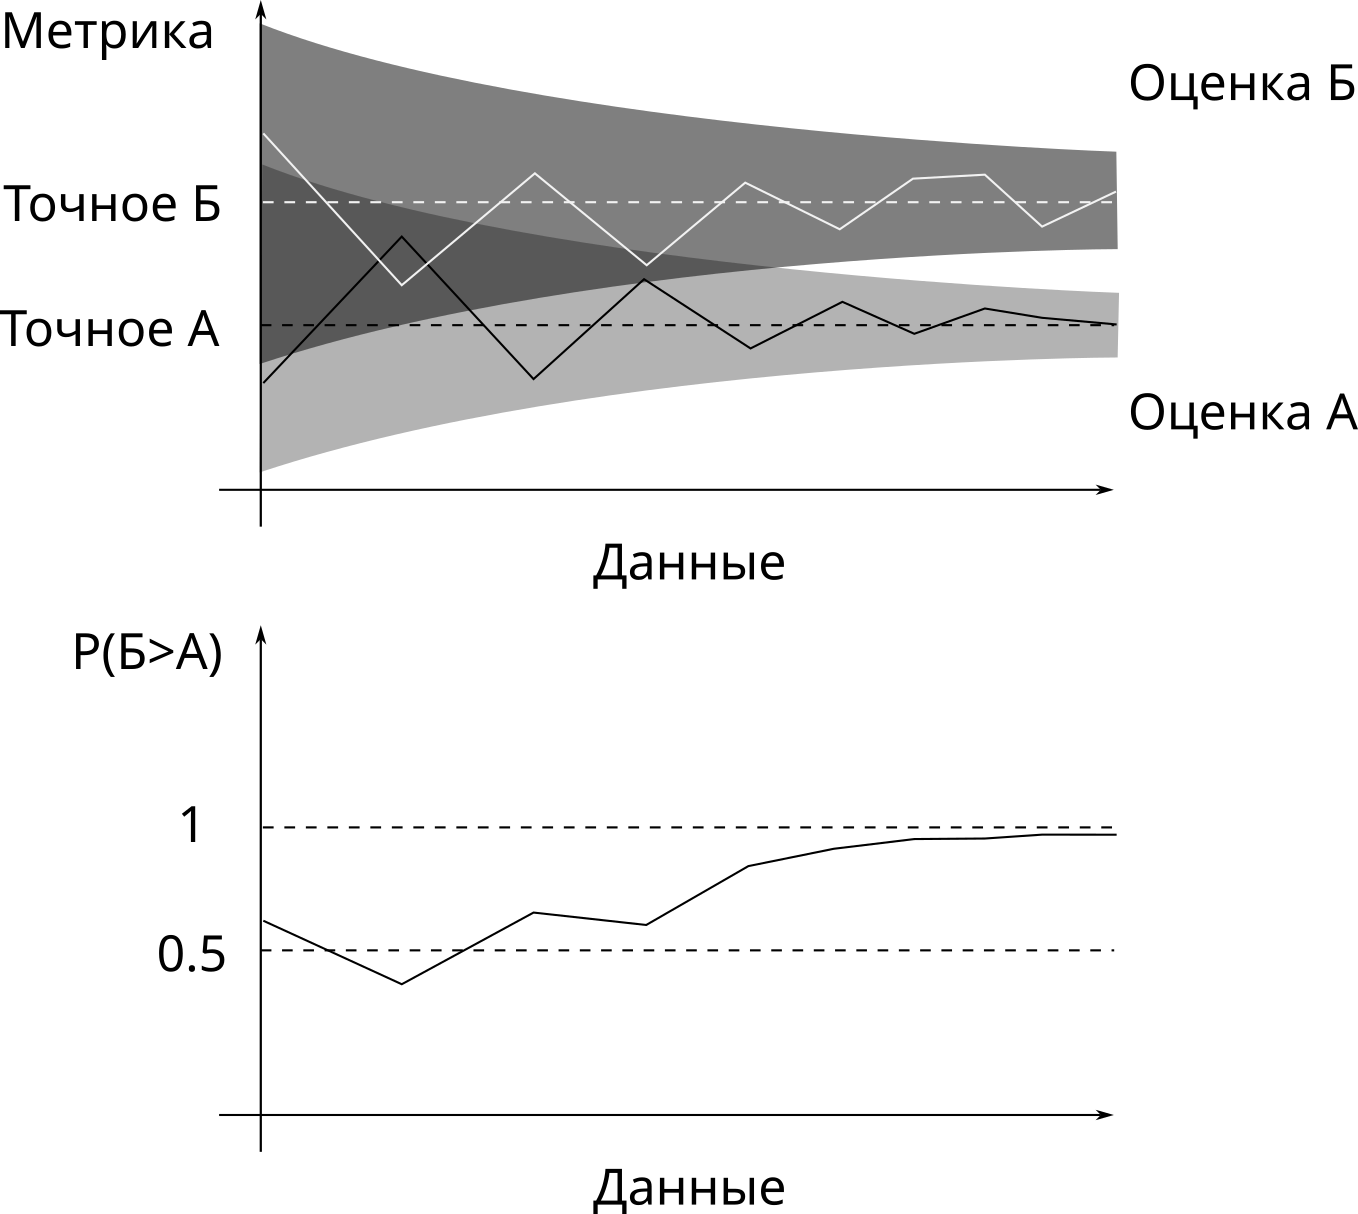 Метрика
Оценка Б
Точное Б
Точное А
Оценка А
Данные
P(Б>А)
1
0.5
Данные